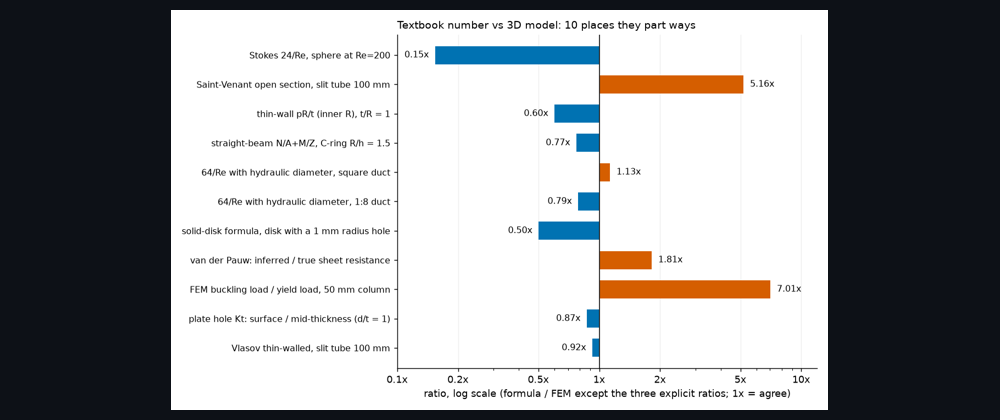 Textbook number vs 3D model: 10 places they part ways
Stokes 24/Re, sphere at Re=200
0.15x
Saint-Venant open section, slit tube 100 mm
5.16x
thin-wall pR/t (inner R), t/R = 1
0.60x
straight-beam N/A+M/Z, C-ring R/h = 1.5
0.77x
64/Re with hydraulic diameter, square duct
1.13x
64/Re with hydraulic diameter, 1:8 duct
0.79x
solid-disk formula, disk with a 1 mm radius hole
0.50x
van der Pauw: inferred / true sheet resistance
1.81x
FEM buckling load / yield load, 50 mm column
7.01x
plate hole Kt: surface / mid-thickness (d/t = 1)
0.87x
Vlasov thin-walled, slit tube 100 mm
0.92x
0.1x 0.2x 0.5x 1x 2x 5x 10x
ratio, log scale (formula / FEM except the three explicit ratios; 1x = agree)